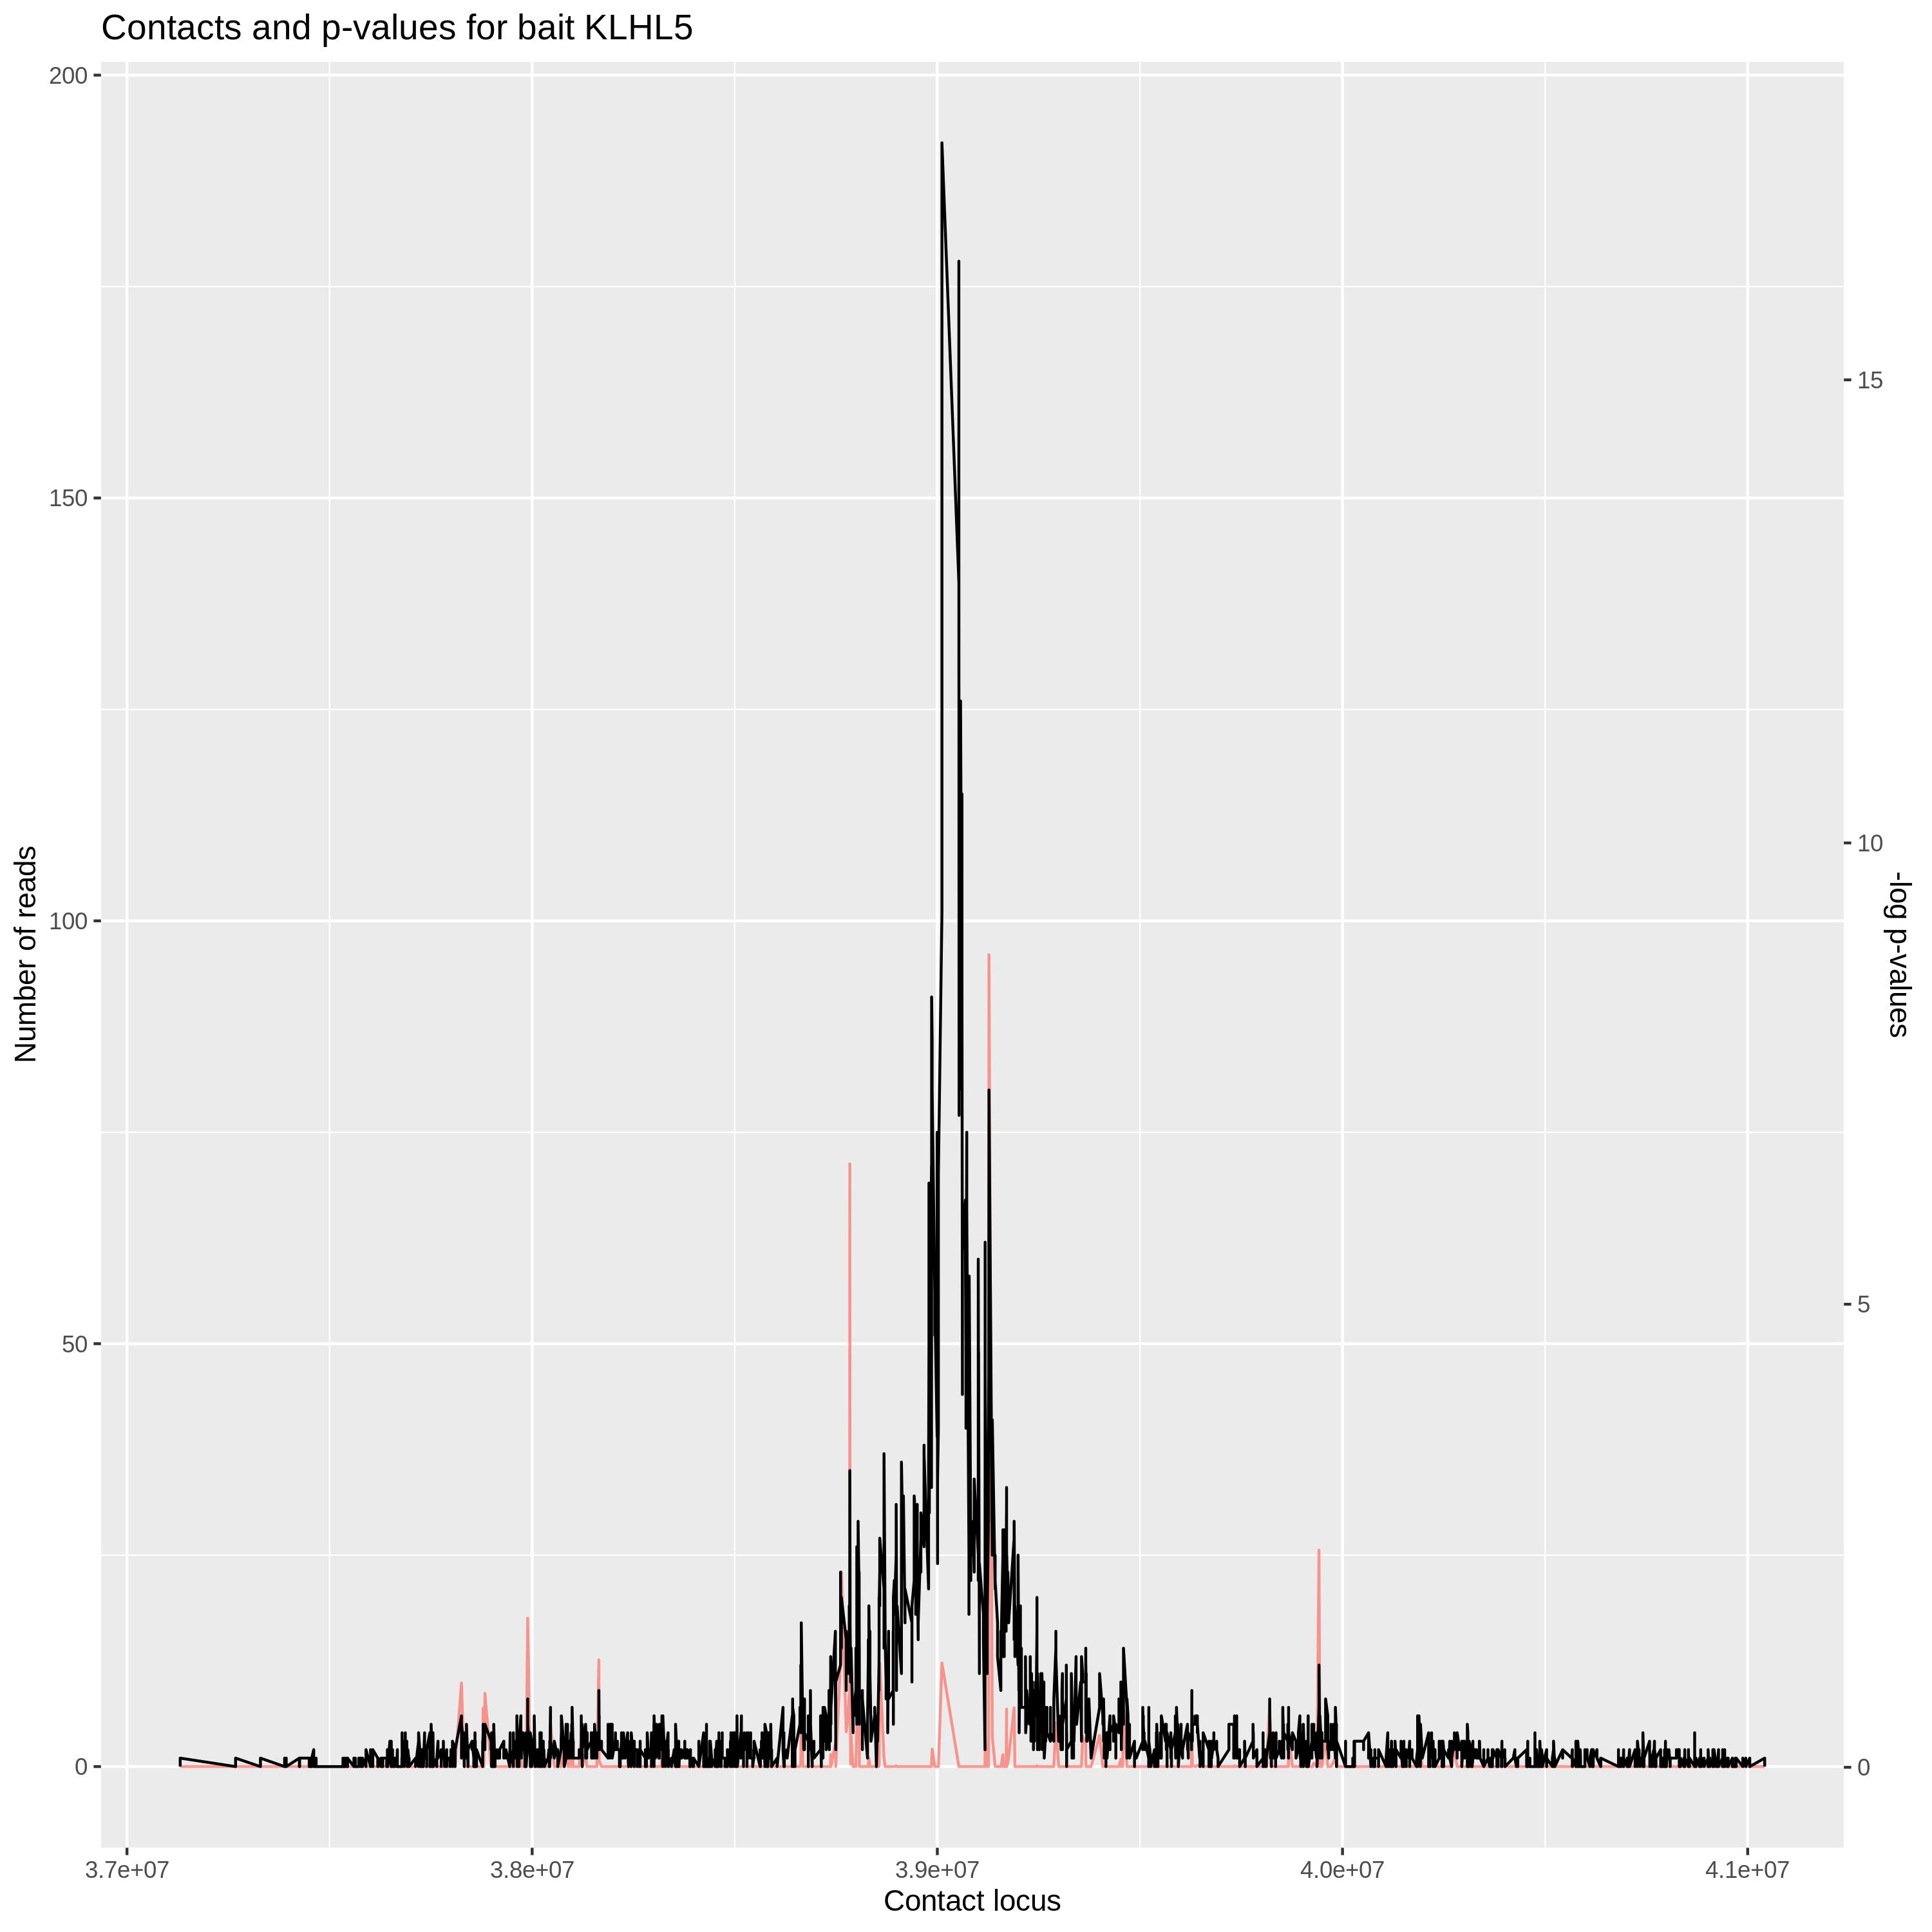 Contacts and p-values for bait KLHL5
200
150
100
50
0
Number of reads
15
10
5
0
-log p-values
3.7e+07 3.8e+07 3.9e+07 4.0e+07 4.1e+07
Contact locus